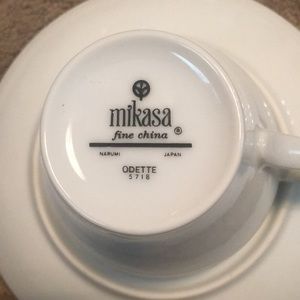 mikasa
fine china ®
NARUMI JAPAN
ODETTE
5718